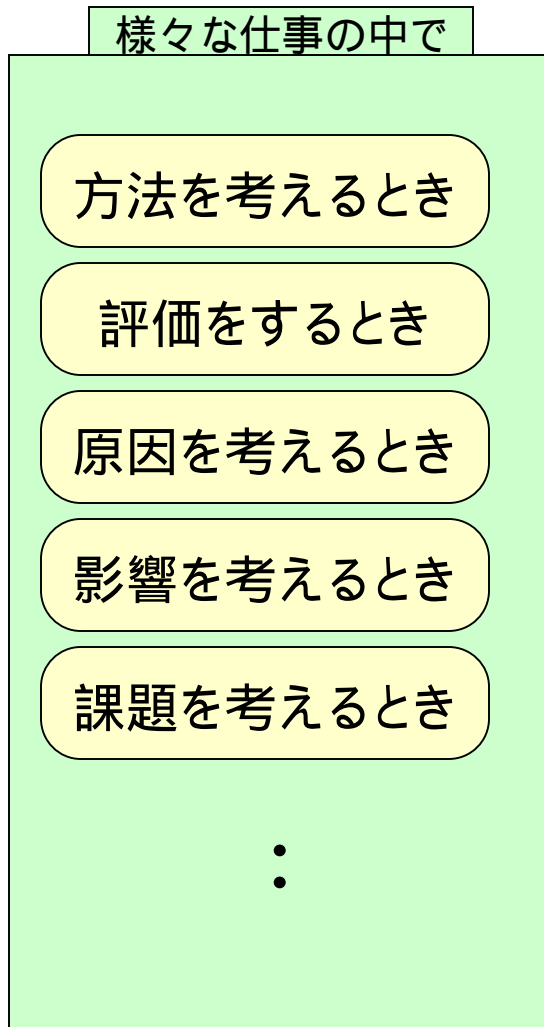 様々な仕事の中で
方法を考えるとき
評価をするとき
原因を考えるとき
影響を考えるとき
課題を考えるとき
：